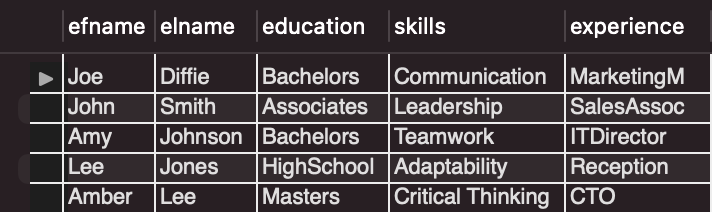 efname elname education skills experience
Joe Diffie Bachelors Communication MarketingM
John Smith Associates Leadership SalesAssoc
Amy Johnson Bachelors Teamwork ITDirector
Lee Jones HighSchool Adaptability Reception
Amber Lee Masters Critical Thinking CTO